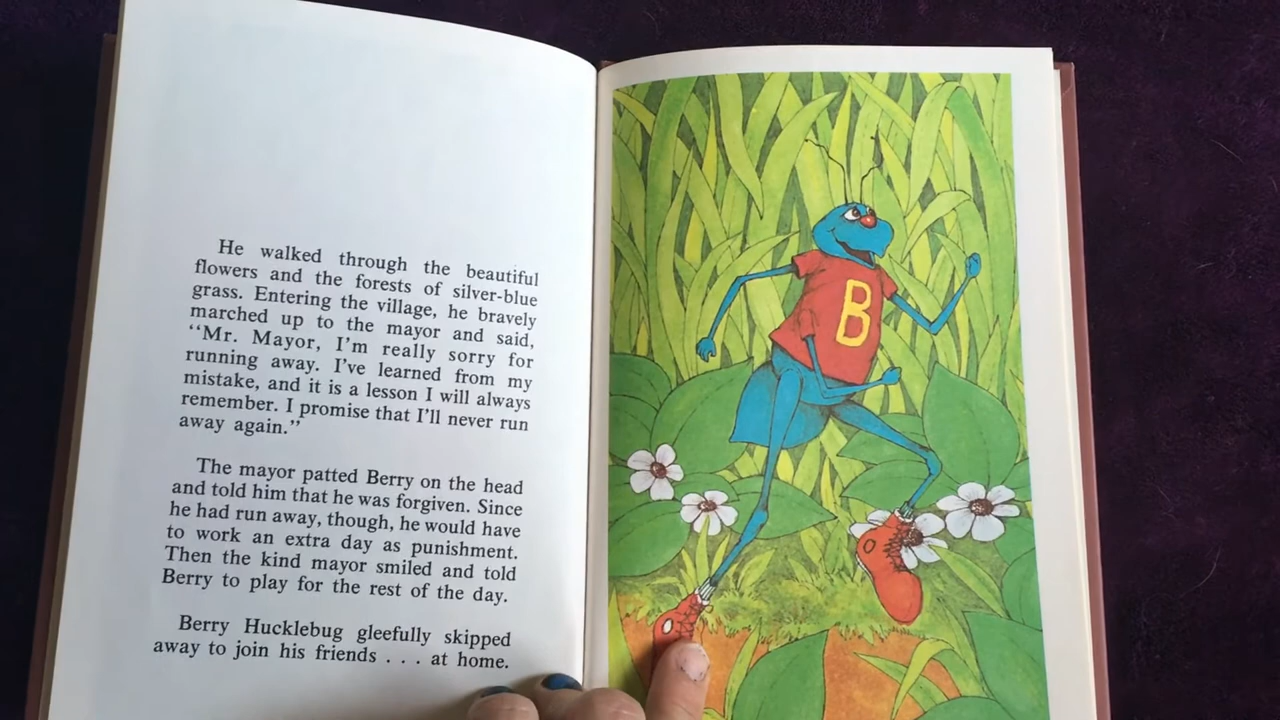 He walked through the beautiful
flowers and the forests of silver-blue
grass. Entering the village, he bravely
marched up to the mayor and said,
“Mr. Mayor, I’m really sorry for
running away. I’ve learned from my
mistake, and it is a lesson I will always
remember. I promise that I’ll never run
away again.”
The mayor patted Berry on the head
and told him that he was forgiven. Since
he had run away, though, he would have
to work an extra day as punishment.
Then the kind mayor smiled and told
Berry to play for the rest of the day.
Berry Hucklebug gleefully skipped
away to join his friends . . . at home.
B